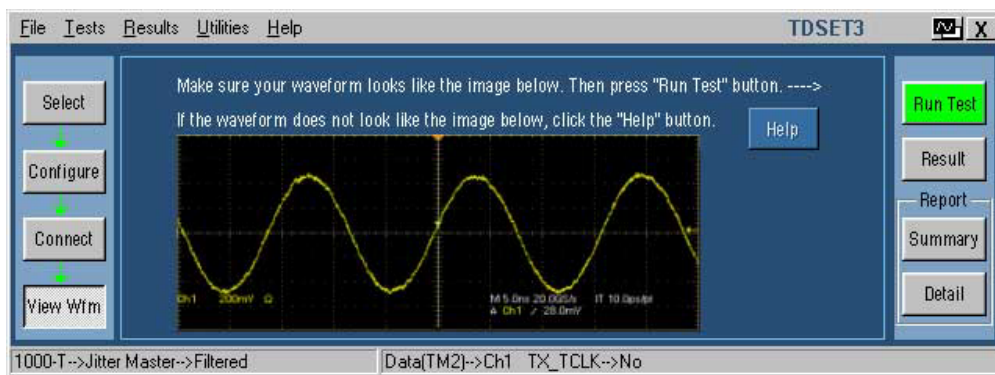 File Tests Results Utilities Help TDSET3 X
Select
Configure
Connect
View Wfm
Make sure your waveform looks like the image below. Then press "Run Test" button. ---->
If the waveform does not look like the image below, click the "Help" button.
Help
Ch1 200mV Ω
M 5.0ns 20.0GS/s IT 10.0ps/pt
A Ch1 / 28.0mV
Run Test
Result
Report
Summary
Detail
1000-T-->Jitter Master-->Filtered
Data(TM2)-->Ch1 TX_TCLK-->No